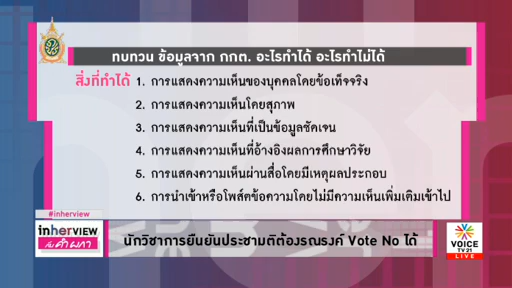 ทบทวน ข้อมูลจาก กกต. อะไรทำได้ อะไรทำไม่ได้
สิ่งที่ทำได้ 1. การแสดงความเห็นของบุคคลโดยข้อเท็จจริง
2. การแสดงความเห็นโดยสุภาพ
3. การแสดงความเห็นที่เป็นข้อมูลชัดเจน
4. การแสดงความเห็นที่อ้างอิงผลการศึกษาวิจัย
5. การแสดงความเห็นผ่านสื่อโดยมีเหตุผลประกอบ
6. การนำเข้าหรือโพส์ตข้อความโดยไม่มีความเห็นเพิ่มเติมเข้าไป
#inherview
inherVIEW
กับ คำ ผกา
นักวิชาการยืนยันประชามติต้องรณรงค์ Vote No ได้
VOICE
TV 21
LIVE